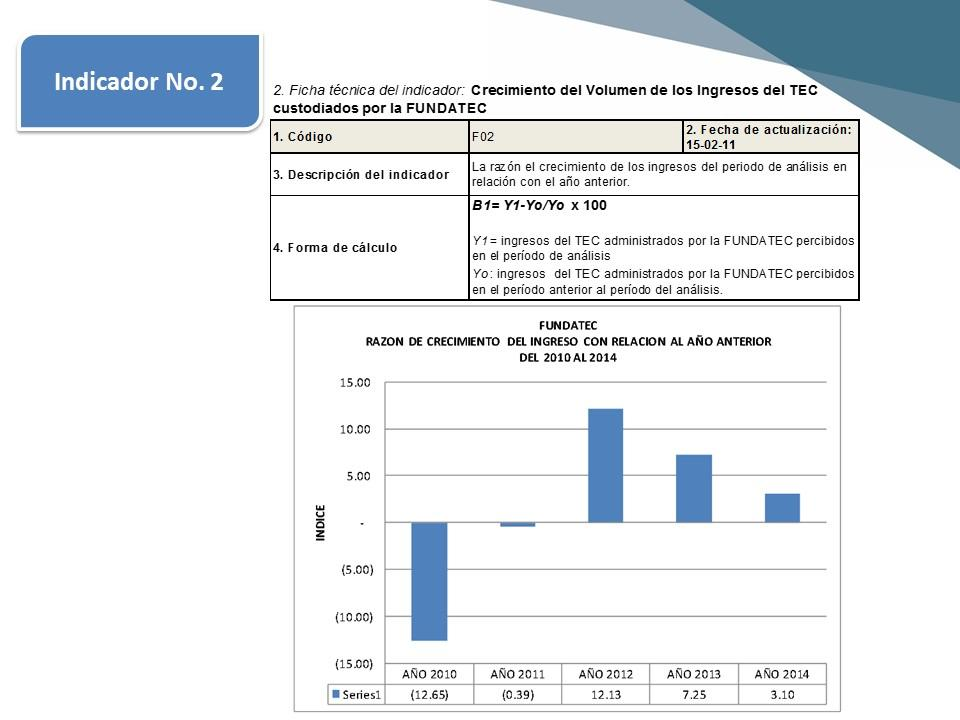 Indicador No. 2
2. Ficha técnica del indicador: Crecimiento del Volumen de los Ingresos del TEC
custodiados por la FUNDATEC
1. Código
F02
2. Fecha de actualización:
15-02-11
3. Descripción del indicador
La razón el crecimiento de los ingresos del periodo de análisis en
relación con el año anterior.
4. Forma de cálculo
B1= Y1-Yo/Yo x 100
Y1= ingresos del TEC administrados por la FUNDATEC percibidos
en el período de análisis
Yo: ingresos del TEC administrados por la FUNDATEC percibidos
en el período anterior al período del análisis.
FUNDATEC
RAZON DE CRECIMIENTO DEL INGRESO CON RELACION AL AÑO ANTERIOR
DEL 2010 AL 2014
15.00
10.00
5.00
-
(5.00)
(10.00)
(15.00)
INDICE
AÑO 2010 AÑO 2011 AÑO 2012 AÑO 2013 AÑO 2014
Series1 (12.65) (0.39) 12.13 7.25 3.10